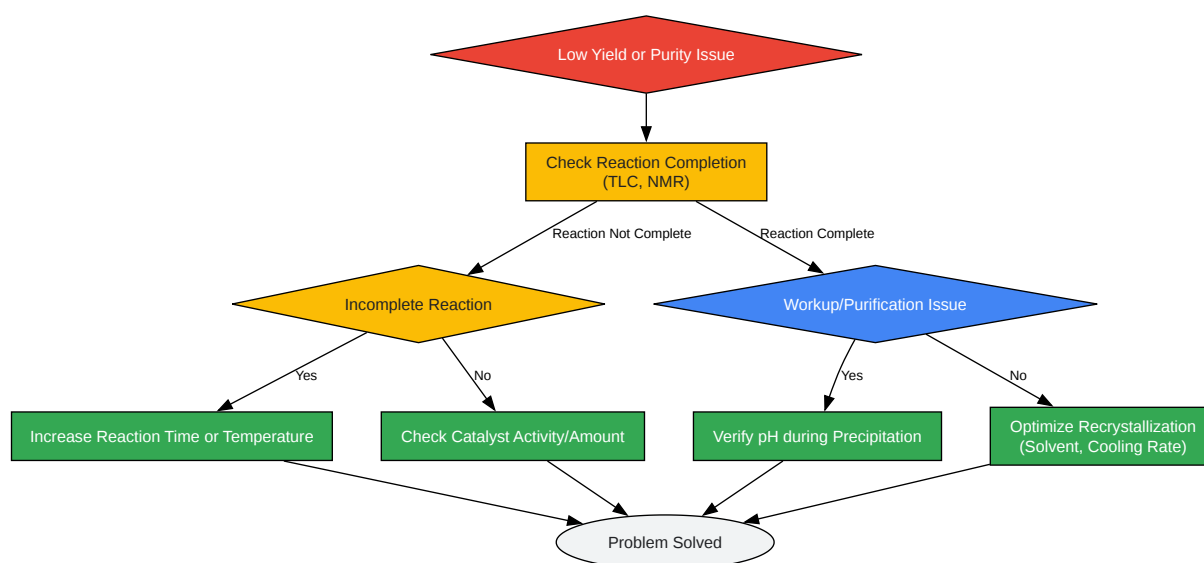 Low Yield or Purity Issue
Check Reaction Completion
(TLC, NMR)
Reaction Not Complete
Reaction Complete
Incomplete Reaction
Workup/Purification Issue
Yes
No
Yes
No
Increase Reaction Time or Temperature
Check Catalyst Activity/Amount
Verify pH during Precipitation
Optimize Recrystallization
(Solvent, Cooling Rate)
Problem Solved